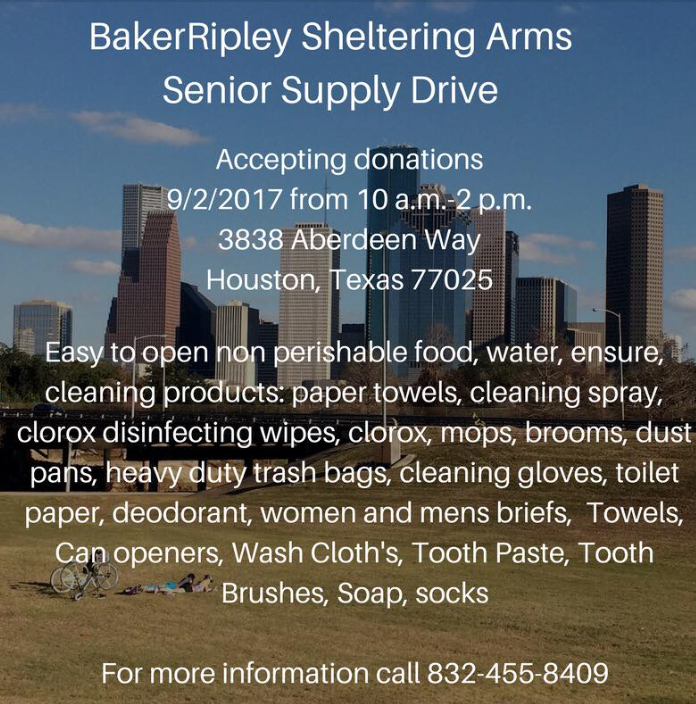 BakerRipley Sheltering Arms
Senior Supply Drive
Accepting donations
9/2/2017 from 10 a.m.-2 p.m.
3838 Aberdeen Way
Houston, Texas 77025
Easy to open non perishable food, water, ensure,
cleaning products: paper towels, cleaning spray,
clorox disinfecting wipes, clorox, mops, brooms, dust
pans, heavy duty trash bags, cleaning gloves, toilet
paper, deodorant, women and mens briefs, Towels,
Can openers, Wash Cloth's, Tooth Paste, Tooth
Brushes, Soap, socks
For more information call 832-455-8409